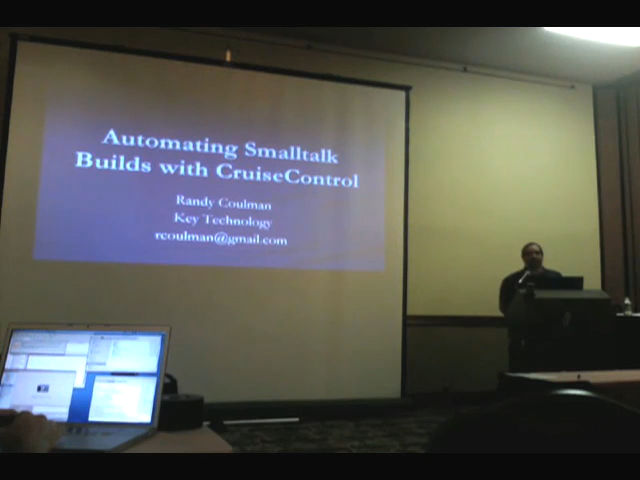 Automating Smalltalk
Builds with CruiseControl
Randy Coulman
Key Technology
rcoulman@gmail.com